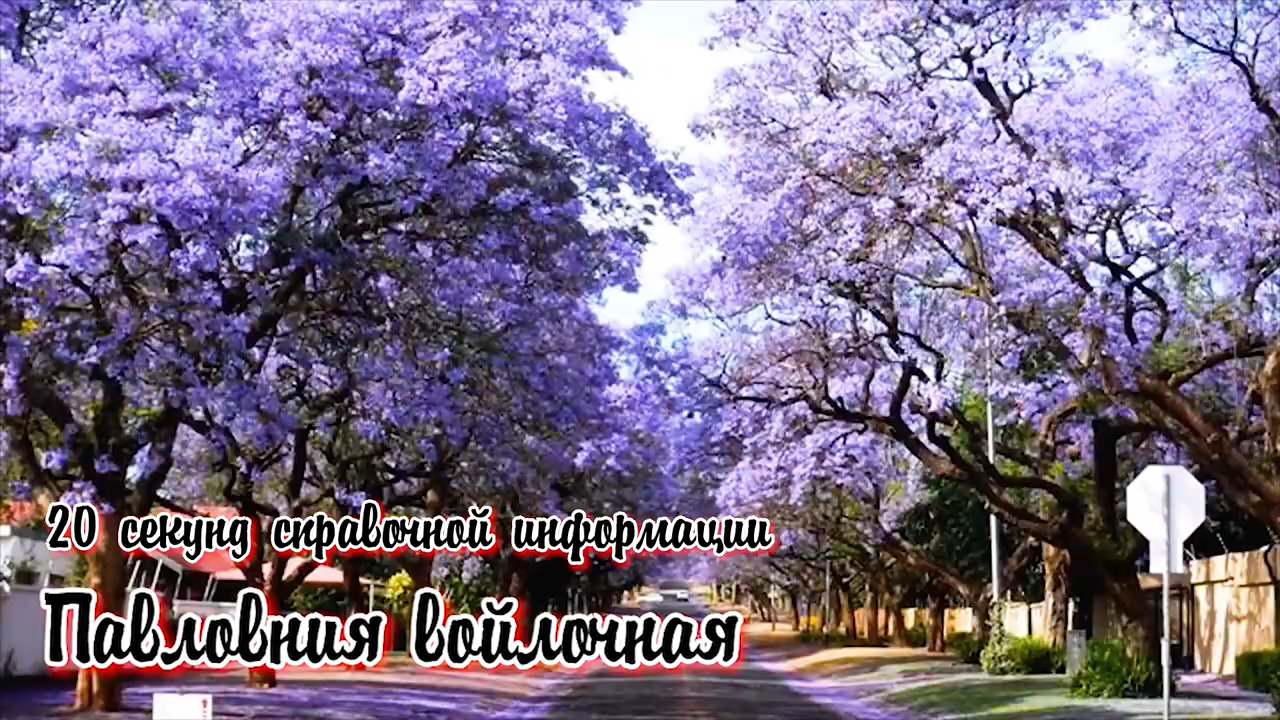 20 секунд справочной информации
Павловния войлочная